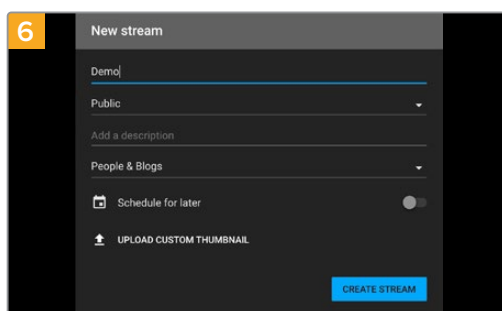 6
New stream
Demo
Public
Add a description
People & Blogs
Schedule for later
UPLOAD CUSTOM THUMBNAIL
CREATE STREAM